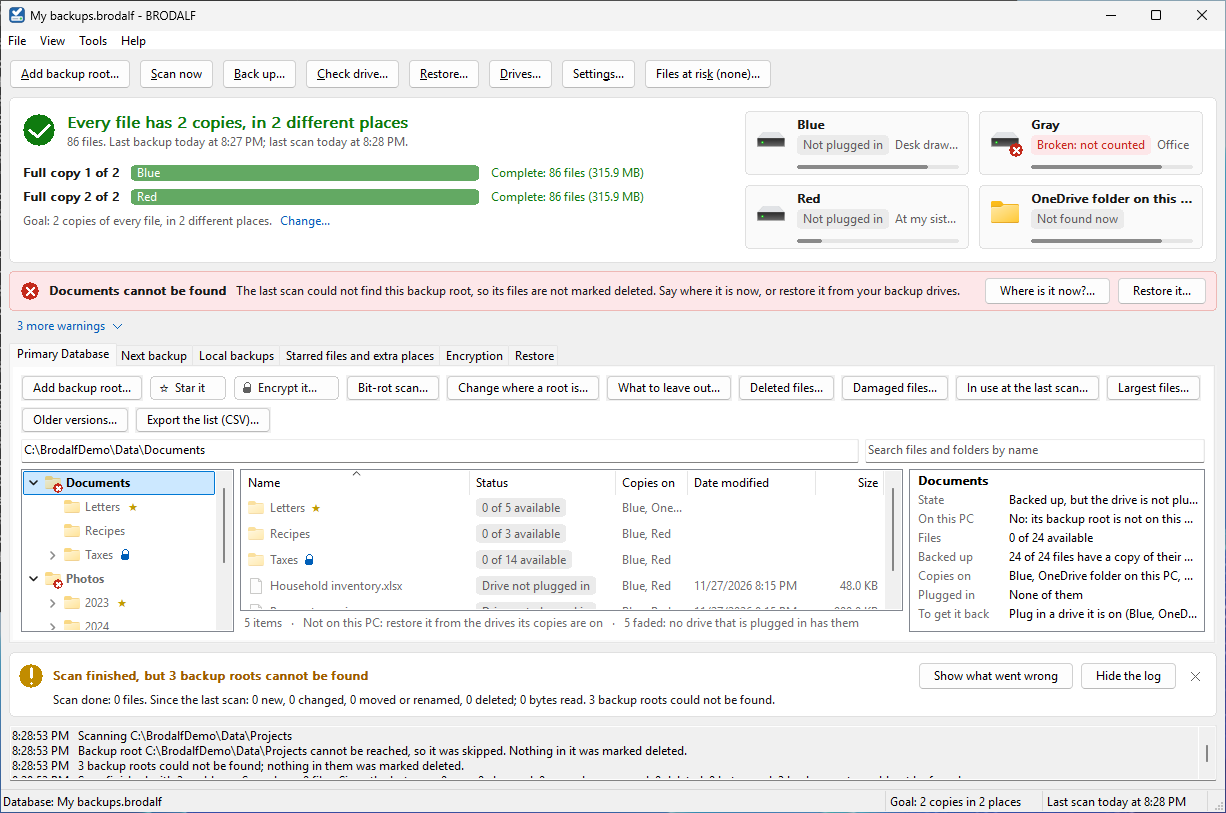 My backups.brodalf - BRODALF
File View Tools Help
Add backup root... Scan now Back up... Check drive... Restore... Drives... Settings... Files at risk (none)...
Every file has 2 copies, in 2 different places
86 files. Last backup today at 8:27 PM; last scan today at 8:28 PM.
Full copy 1 of 2 Blue Complete: 86 files (315.9 MB)
Full copy 2 of 2 Red Complete: 86 files (315.9 MB)
Goal: 2 copies of every file, in 2 different places. Change...
Blue
Not plugged in Desk draw...
Gray
Broken: not counted Office
Red
Not plugged in At my sist...
OneDrive folder on this ...
Not found now
Documents cannot be found The last scan could not find this backup root, so its files are not marked deleted. Say where it is now, or restore it from your backup drives. Where is it now?... Restore it...
3 more warnings
Primary Database Next backup Local backups Starred files and extra places Encryption Restore
Add backup root... Star it Encrypt it... Bit-rot scan... Change where a root is... What to leave out... Deleted files... Damaged files... In use at the last scan... Largest files...
Older versions... Export the list (CSV)...
C:\BrodalfDemo\Data\Documents Search files and folders by name
Documents
Letters
Recipes
Taxes
Photos
2023
2024
Name Status Copies on Date modified Size
Letters 0 of 5 available Blue, One...
Recipes 0 of 3 available Blue, Red
Taxes 0 of 14 available Blue, Red
Household inventory.xlsx Drive not plugged in Blue, Red 11/27/2026 8:15 PM 48.0 KB
5 items · Not on this PC: restore it from the drives its copies are on · 5 faded: no drive that is plugged in has them
Documents
State Backed up, but the drive is not plu...
On this PC No: its backup root is not on this ...
Files 0 of 24 available
Backed up 24 of 24 files have a copy of their ...
Copies on Blue, OneDrive folder on this PC, ...
Plugged in None of them
To get it back Plug in a drive it is on (Blue, OneD...
Scan finished, but 3 backup roots cannot be found Show what went wrong Hide the log
Scan done: 0 files. Since the last scan: 0 new, 0 changed, 0 moved or renamed, 0 deleted; 0 bytes read. 3 backup roots could not be found.
8:28:53 PM Scanning C:\BrodalfDemo\Data\Projects
8:28:53 PM Backup root C:\BrodalfDemo\Data\Projects cannot be reached, so it was skipped. Nothing in it was marked deleted.
8:28:53 PM 3 backup roots could not be found; nothing in them was marked deleted.
Database: My backups.brodalf Goal: 2 copies in 2 places Last scan today at 8:28 PM